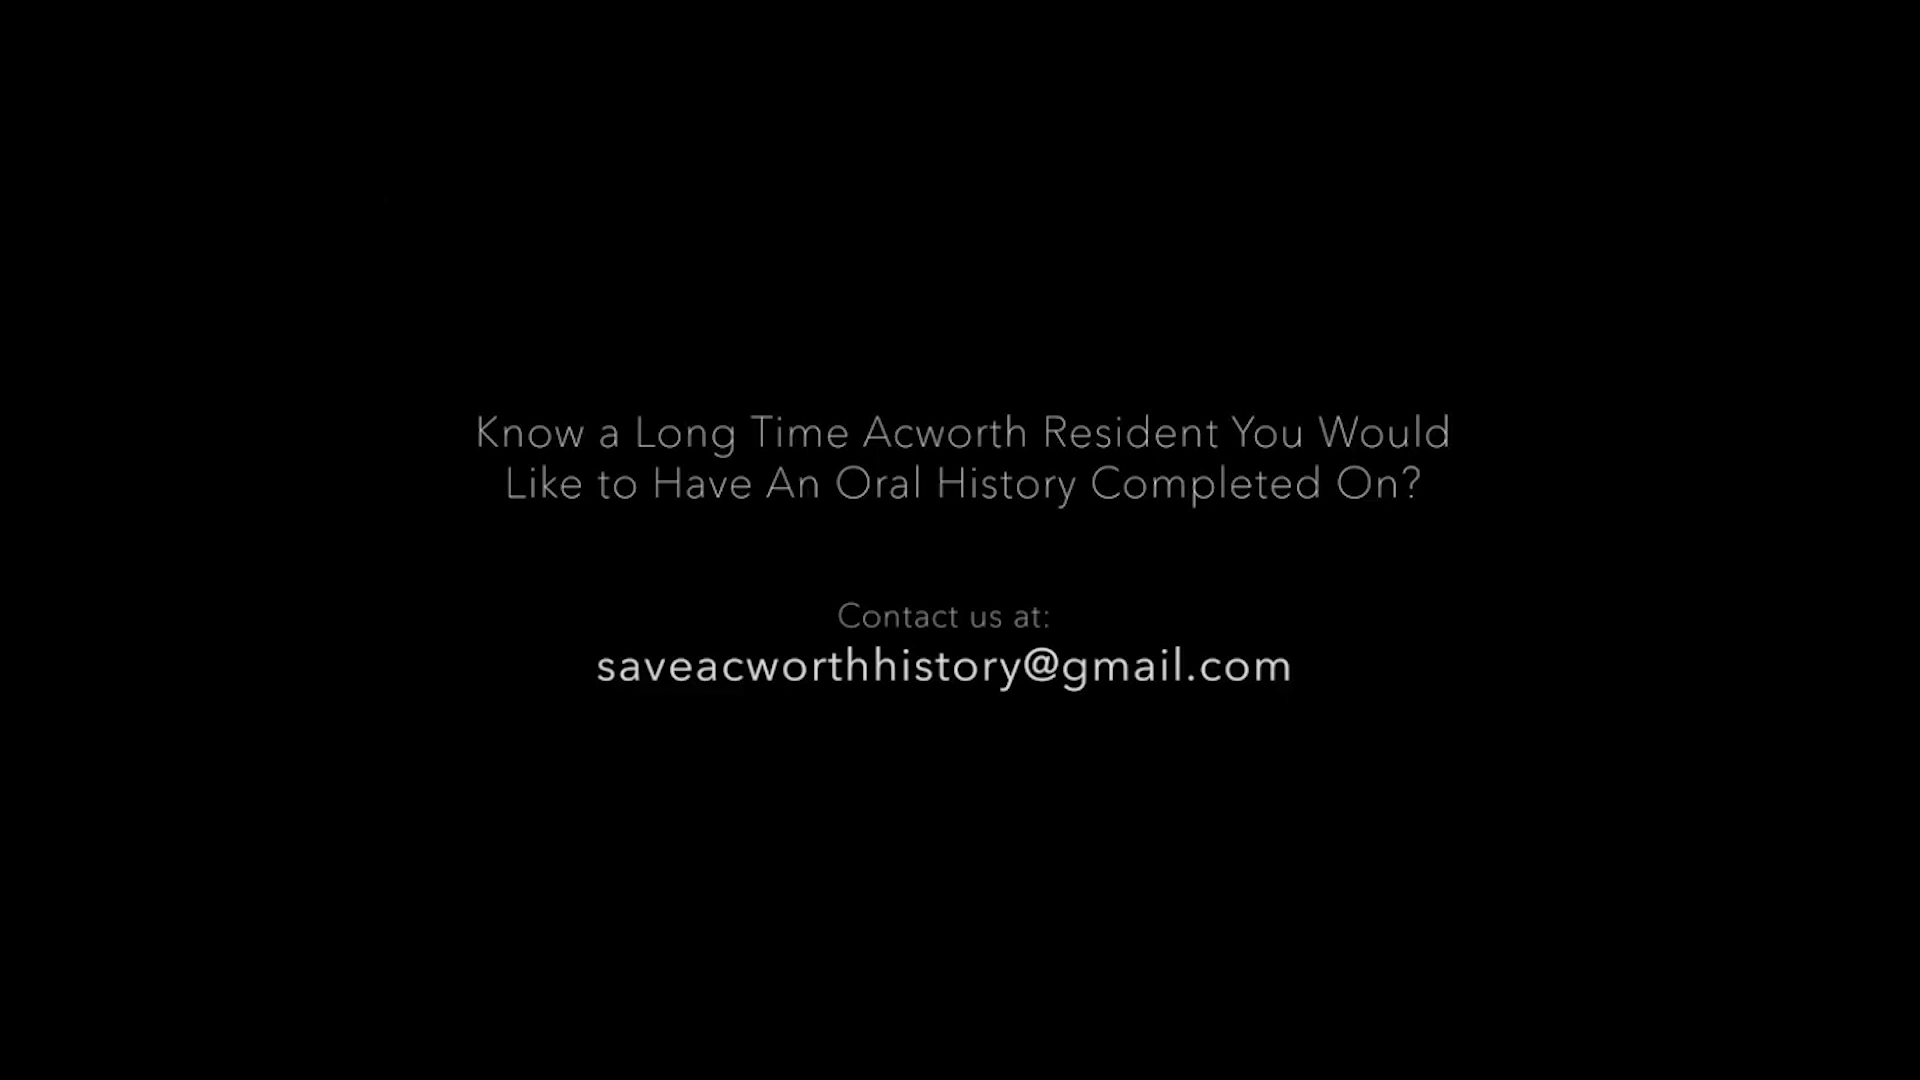 Know a Long Time Acworth Resident You Would
Like to Have An Oral History Completed On?
Contact us at:
saveacworthhistory@gmail.com